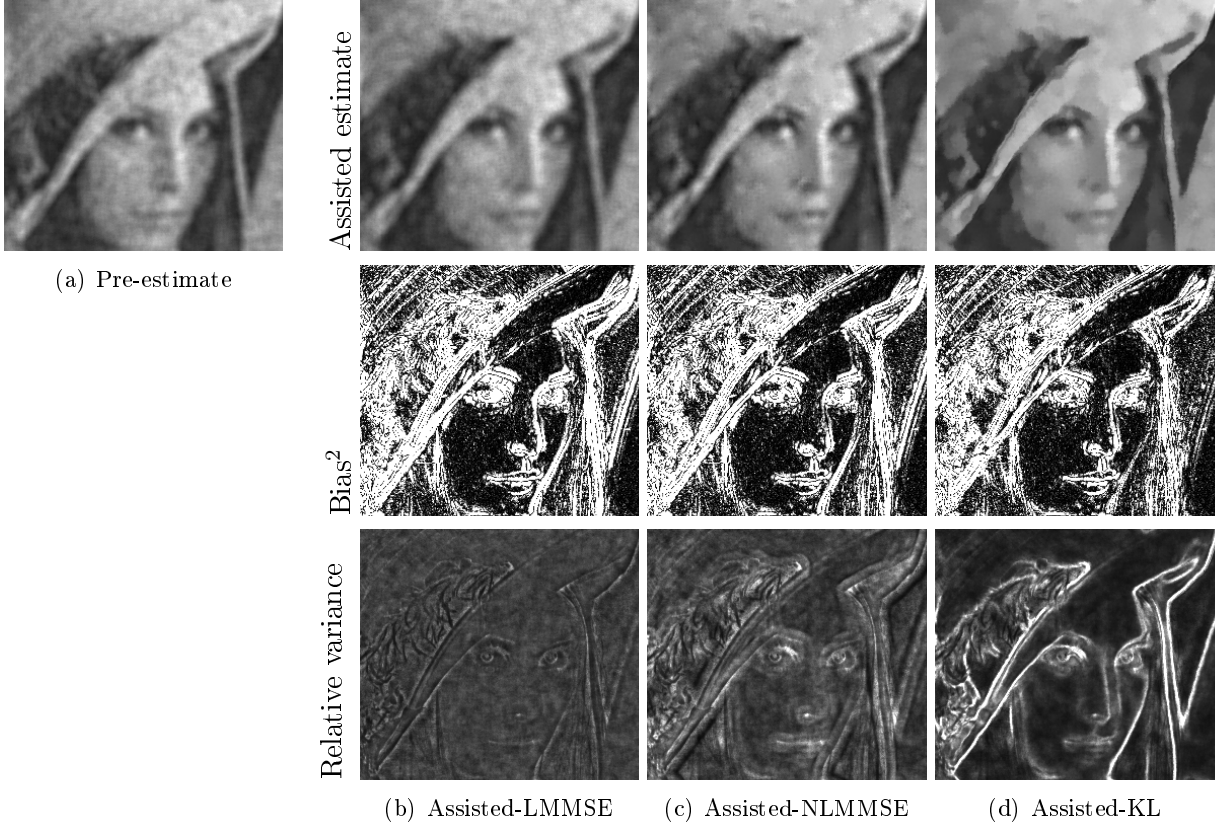 Assisted estimate
(a) Pre-estimate
Bias²
Relative variance
(b) Assisted-LMMSE
(c) Assisted-NLMMSE
(d) Assisted-KL